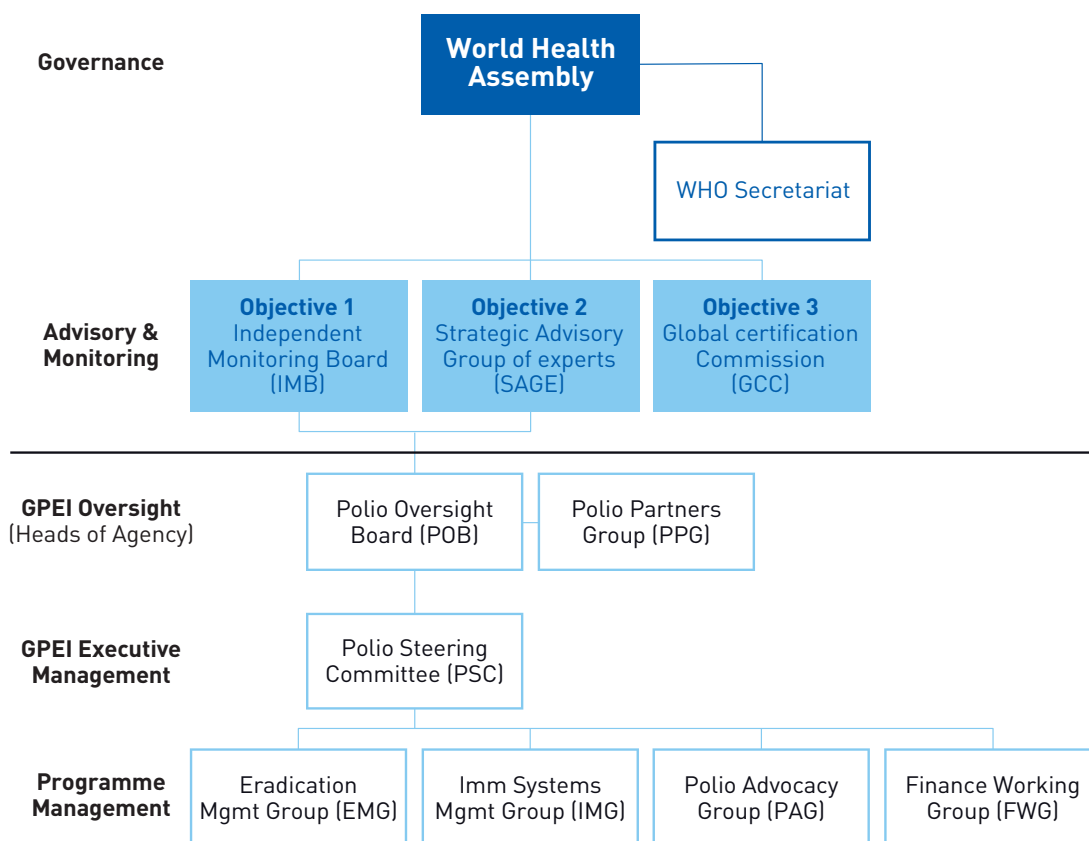 Governance
World Health
Assembly
WHO Secretariat
Advisory &
Monitoring
Objective 1
Independent
Monitoring Board
(IMB)
Objective 2
Strategic Advisory
Group of experts
(SAGE)
Objective 3
Global certification
Commission
(GCC)
GPEI Oversight
(Heads of Agency)
Polio Oversight
Board (POB)
Polio Partners
Group (PPG)
GPEI Executive
Management
Polio Steering
Committee (PSC)
Programme
Management
Eradication
Mgmt Group (EMG)
Imm Systems
Mgmt Group (IMG)
Polio Advocacy
Group (PAG)
Finance Working
Group (FWG)